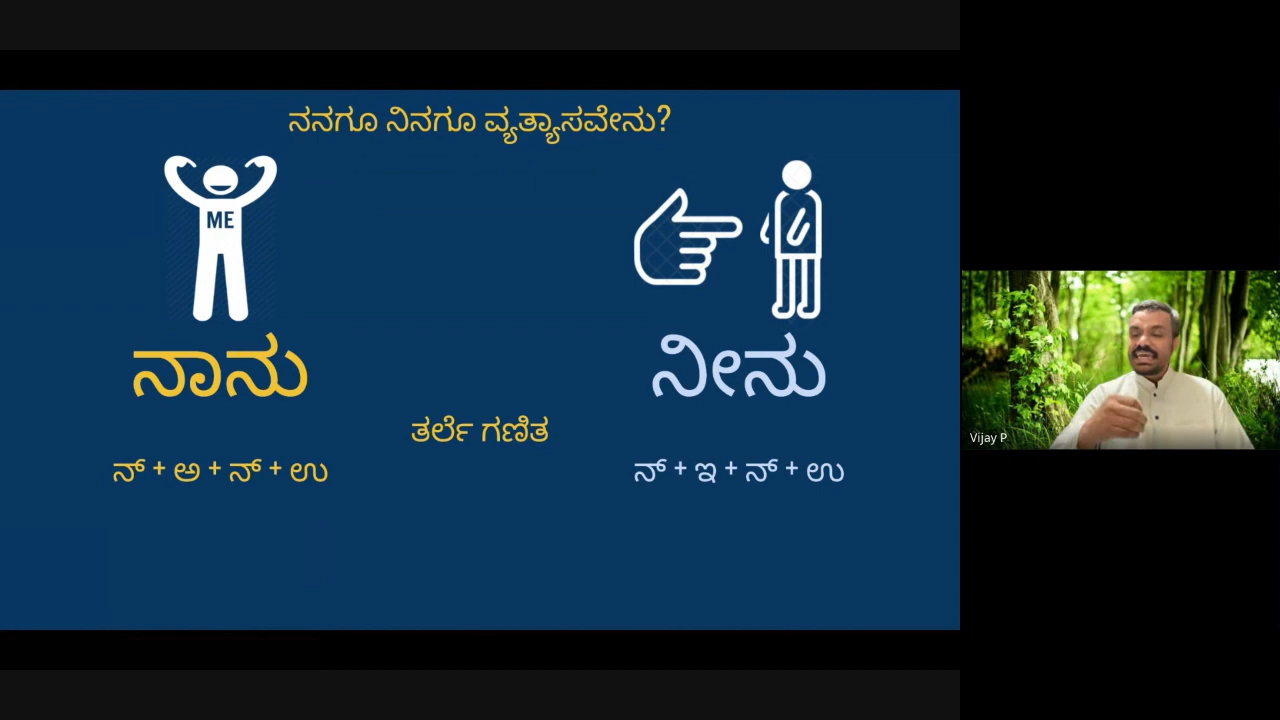 ನನಗೂ ನಿನಗೂ ವ್ಯತ್ಯಾಸವೇನು?
ME
ನಾನು
ನೀನು
ತರ್ಲೆ ಗಣಿತ
ನ್ + ಅ + ನ್ + ಉ
ನ್ + ಇ + ನ್ + ಉ
Vijay P